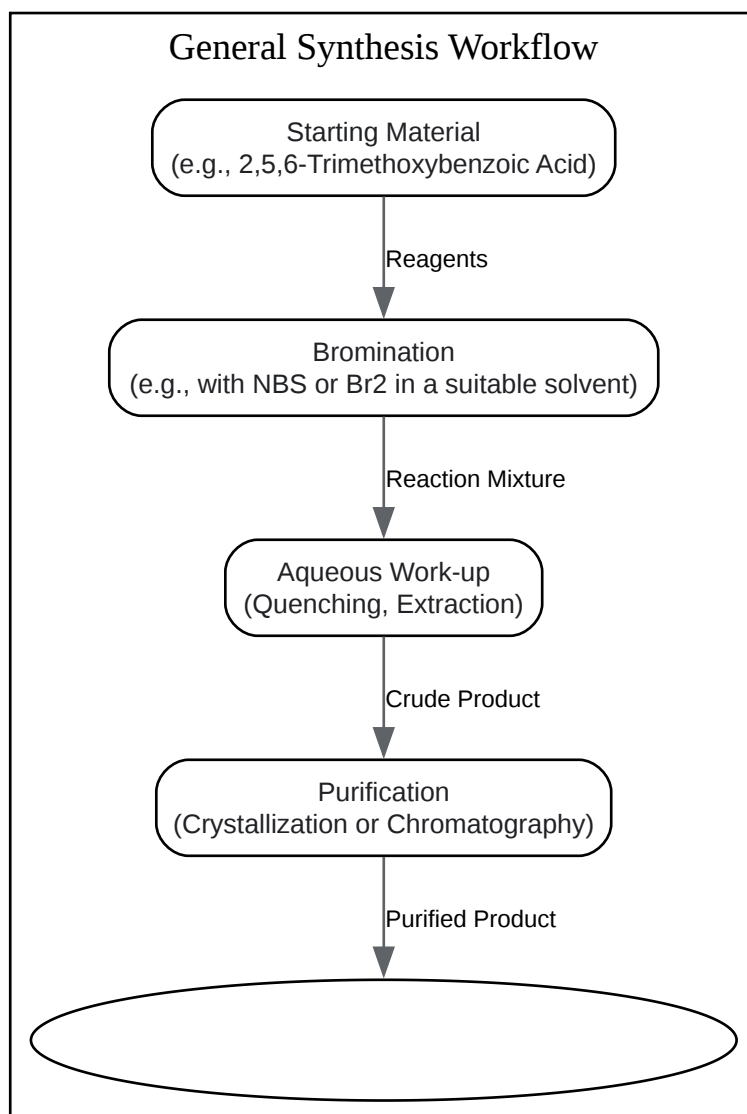 General Synthesis Workflow
Starting Material
(e.g., 2,5,6-Trimethoxybenzoic Acid)
Reagents
Bromination
(e.g., with NBS or Br2 in a suitable solvent)
Reaction Mixture
Aqueous Work-up
(Quenching, Extraction)
Crude Product
Purification
(Crystallization or Chromatography)
Purified Product